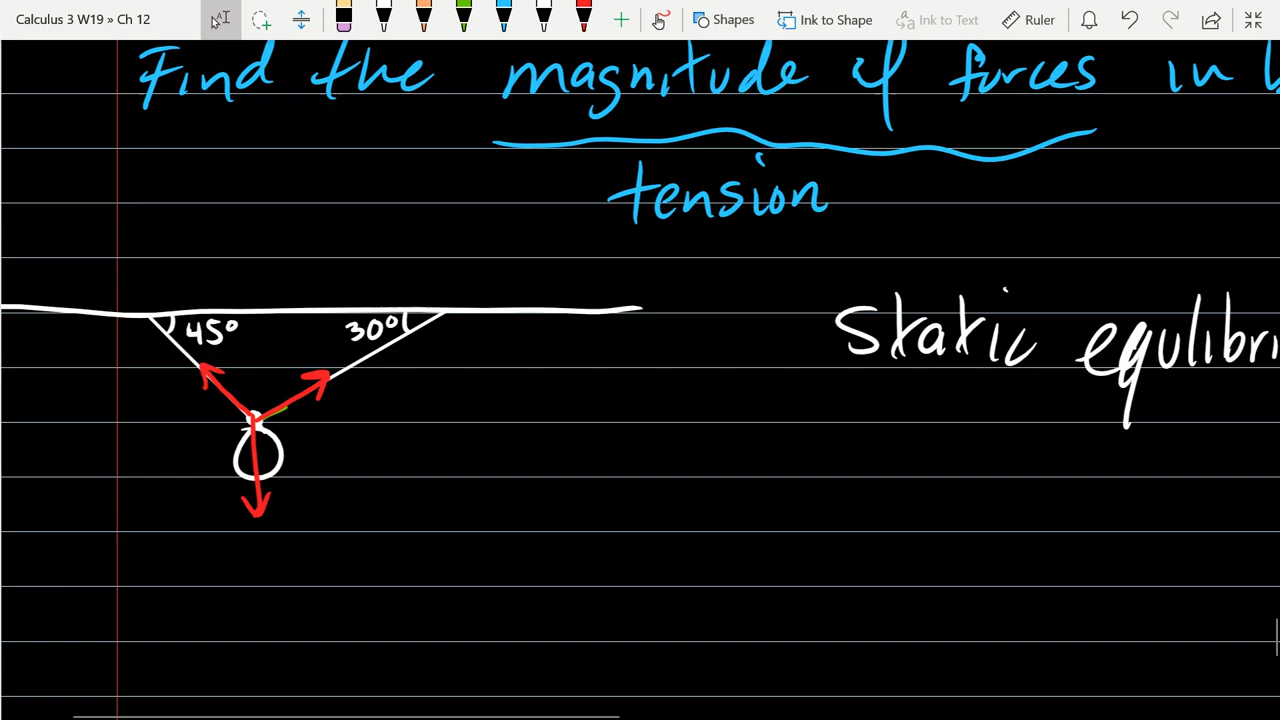 Calculus 3 W19 » Ch 12
Shapes Ink to Shape Ink to Text Ruler
Find the magnitude of forces in
tension
45° 30°
Static equlibri